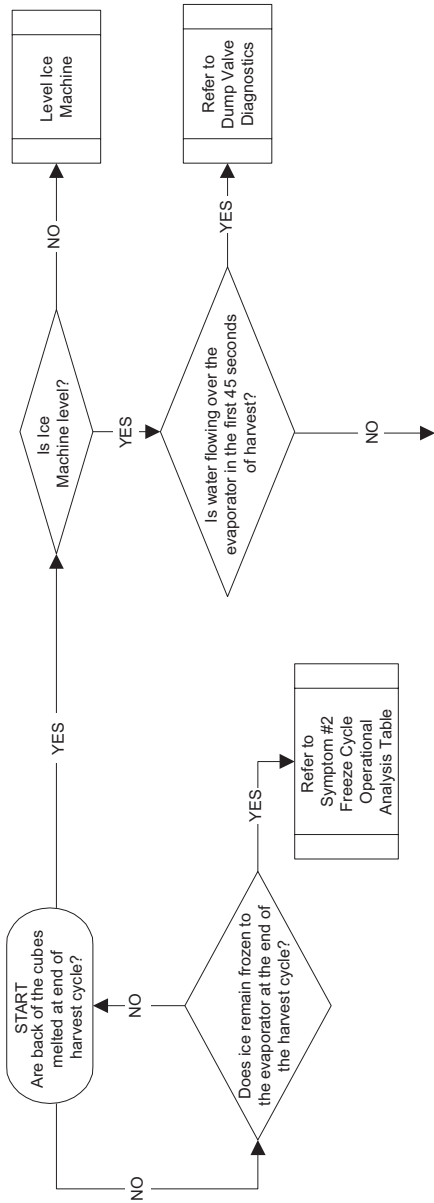 START
Are back of the cubes
melted at end of
harvest cycle?
YES
Is Ice
Machine level?
NO
Level Ice
Machine
NO
Does ice remain frozen to
the evaporator at the end of
the harvest cycle?
NO
YES
Refer to
Symptom #2
Freeze Cycle
Operational
Analysis Table
YES
Is water flowing over the
evaporator in the first 45 seconds
of harvest?
YES
Refer to
Dump Valve
Diagnostics
NO